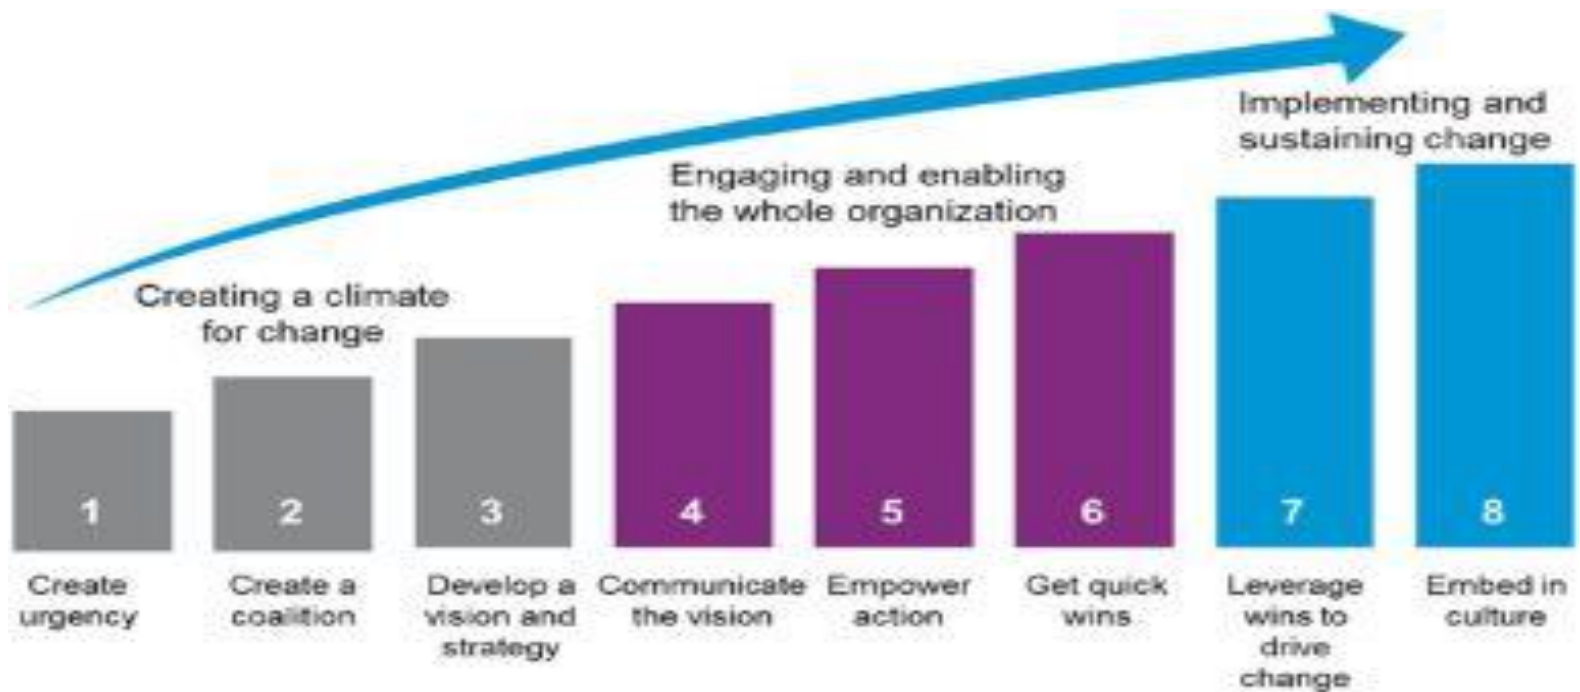 Implementing and
sustaining change
Engaging and enabling
the whole organization
Creating a climate
for change
1
2
3
4
5
6
7
8
Create
urgency
Create a
coalition
Develop a
vision and
strategy
Communicate
the vision
Empower
action
Get quick
wins
Leverage
wins to
drive
change
Embed in
culture